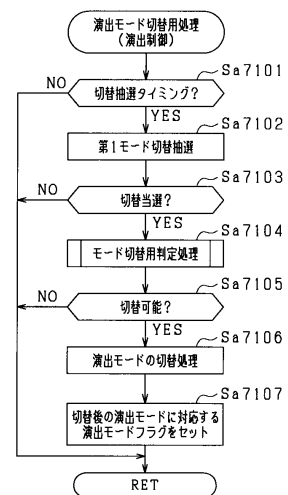 演出モード切替用処理
(演出制御)
Sa7101
NO
切替抽選タイミング?
YES
Sa7102
第1モード切替抽選
Sa7103
NO
切替当選?
YES
Sa7104
モード切替用判定処理
Sa7105
NO
切替可能?
YES
Sa7106
演出モードの切替処理
Sa7107
切替後の演出モードに対応する
演出モードフラグをセット
RET